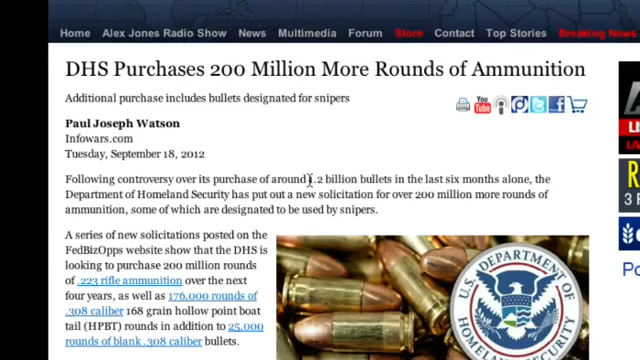 Home Alex Jones Radio Show News Multimedia Forum Store Contact Top Stories Breaking News
DHS Purchases 200 Million More Rounds of Ammunition
Additional purchase includes bullets designated for snipers
You
Tube
Paul Joseph Watson
Infowars.com
Tuesday, September 18, 2012
Following controversy over its purchase of around 1.2 billion bullets in the last six months alone, the
Department of Homeland Security has put out a new solicitation for over 200 million more rounds of
ammunition, some of which are designated to be used by snipers.
A series of new solicitations posted on the
FedBizOpps website show that the DHS is
looking to purchase 200 million rounds
of .223 rifle ammunition over the next
four years, as well as 176,000 rounds of
.308 caliber 168 grain hollow point boat
tail (HPBT) rounds in addition to 25,000
rounds of blank .308 caliber bullets.
U.S. DEPARTMENT OF
HOMELAND SECURITY